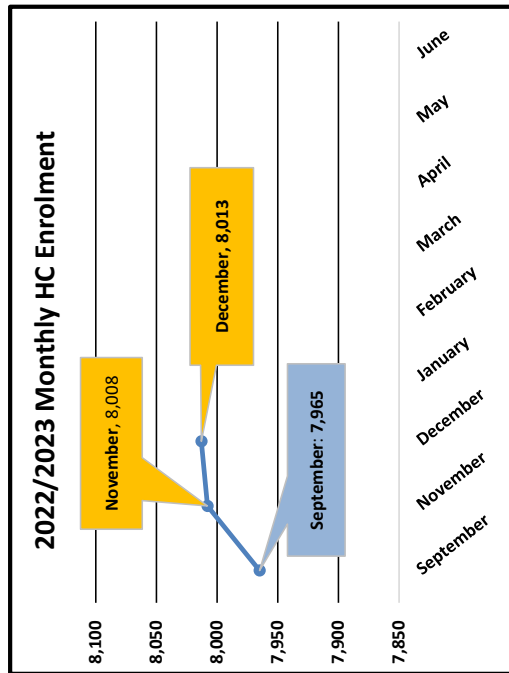 2022/2023 Monthly HC Enrolment
8,100
8,050
8,000
7,950
7,900
7,850
November, 8,008
December, 8,013
September: 7,965
September
November
December
January
February
March
April
May
June